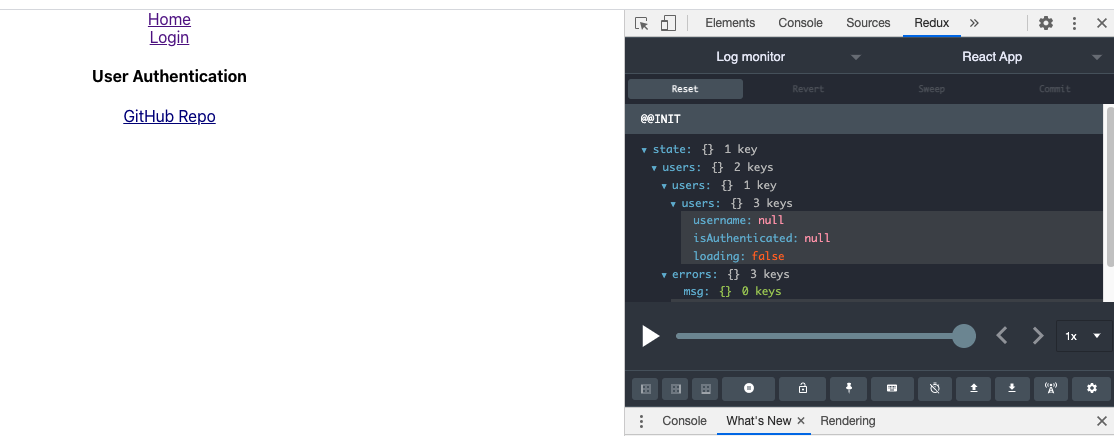 Home
Login
User Authentication
GitHub Repo
Elements Console Sources Redux »
Log monitor React App
Reset Revert Sweep Commit
@@INIT
state: {} 1 key
users: {} 2 keys
users: {} 1 key
users: {} 3 keys
username: null
isAuthenticated: null
loading: false
errors: {} 3 keys
msg: {} 0 keys
1x
Console What's New × Rendering